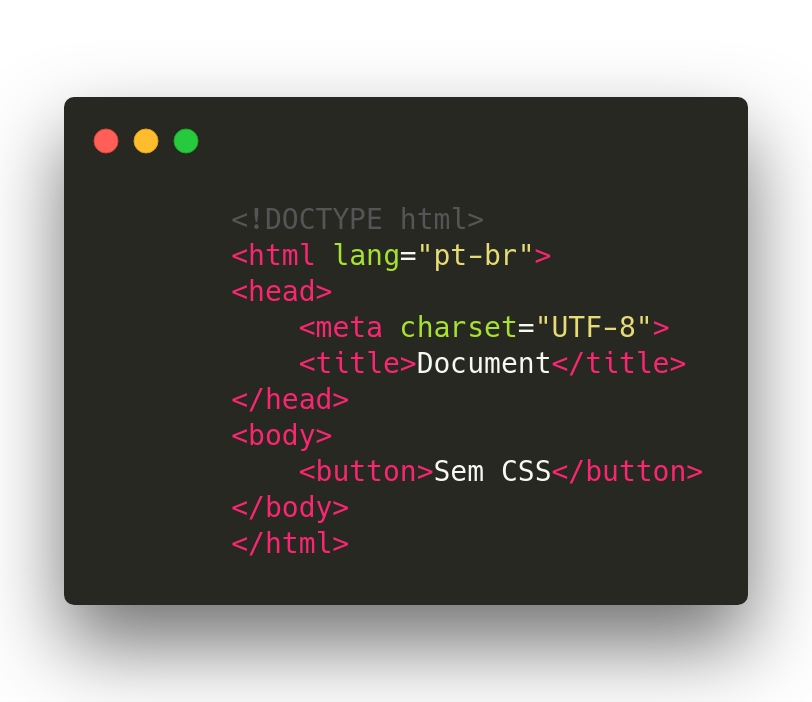 <!DOCTYPE html>
<html lang="pt-br">
<head>
    <meta charset="UTF-8">
    <title>Document</title>
</head>
<body>
    <button>Sem CSS</button>
</body>
</html>